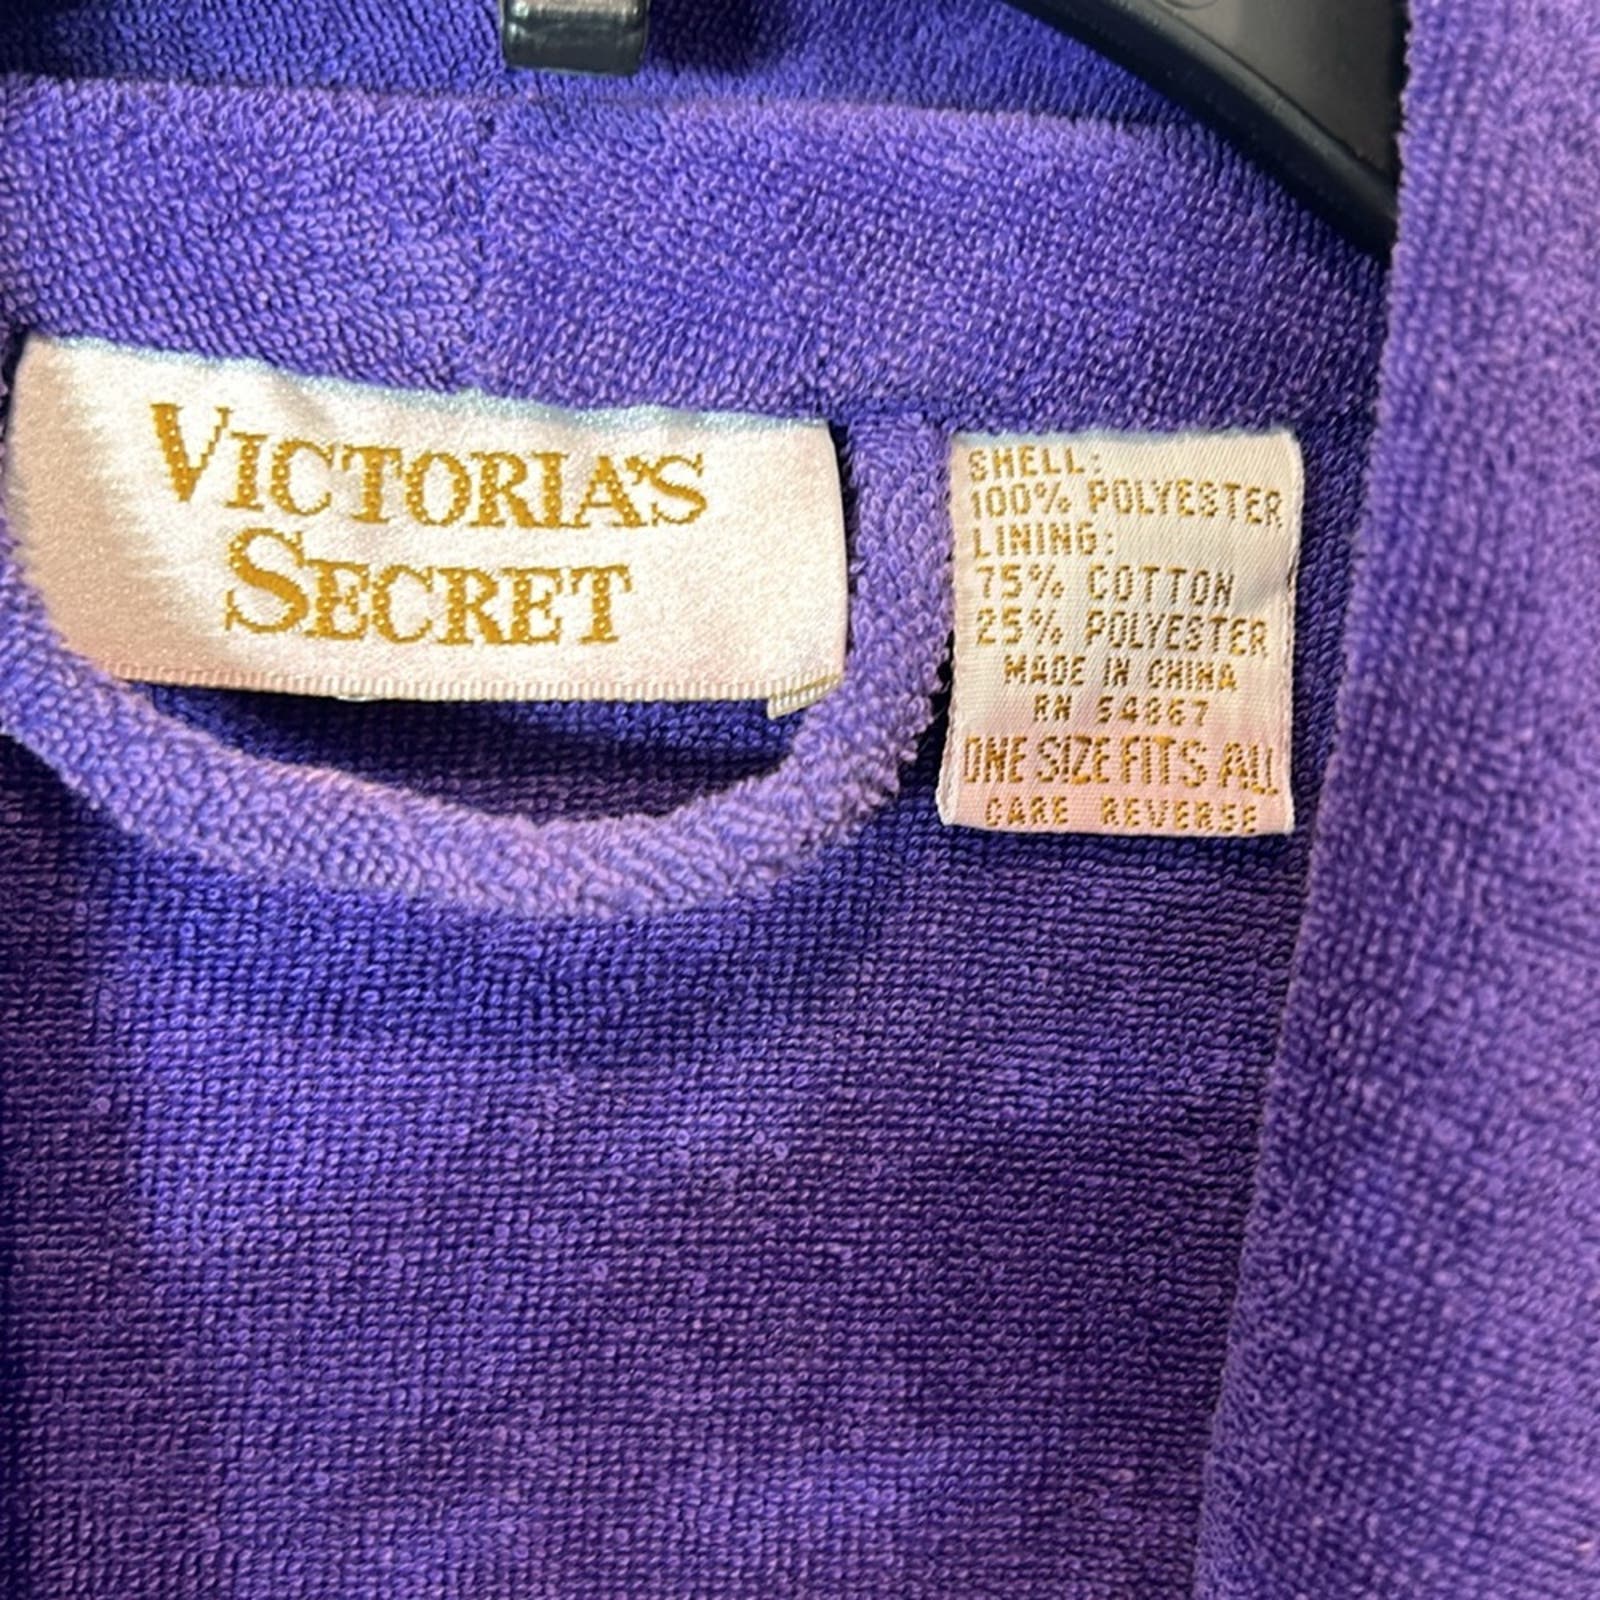 VICTORIA'S
SECRET
SHELL:
100% POLYESTER
LINING:
75% COTTON
25% POLYESTER
MADE IN CHINA
RN 54867
ONE SIZE FITS ALL
CARE REVERSE